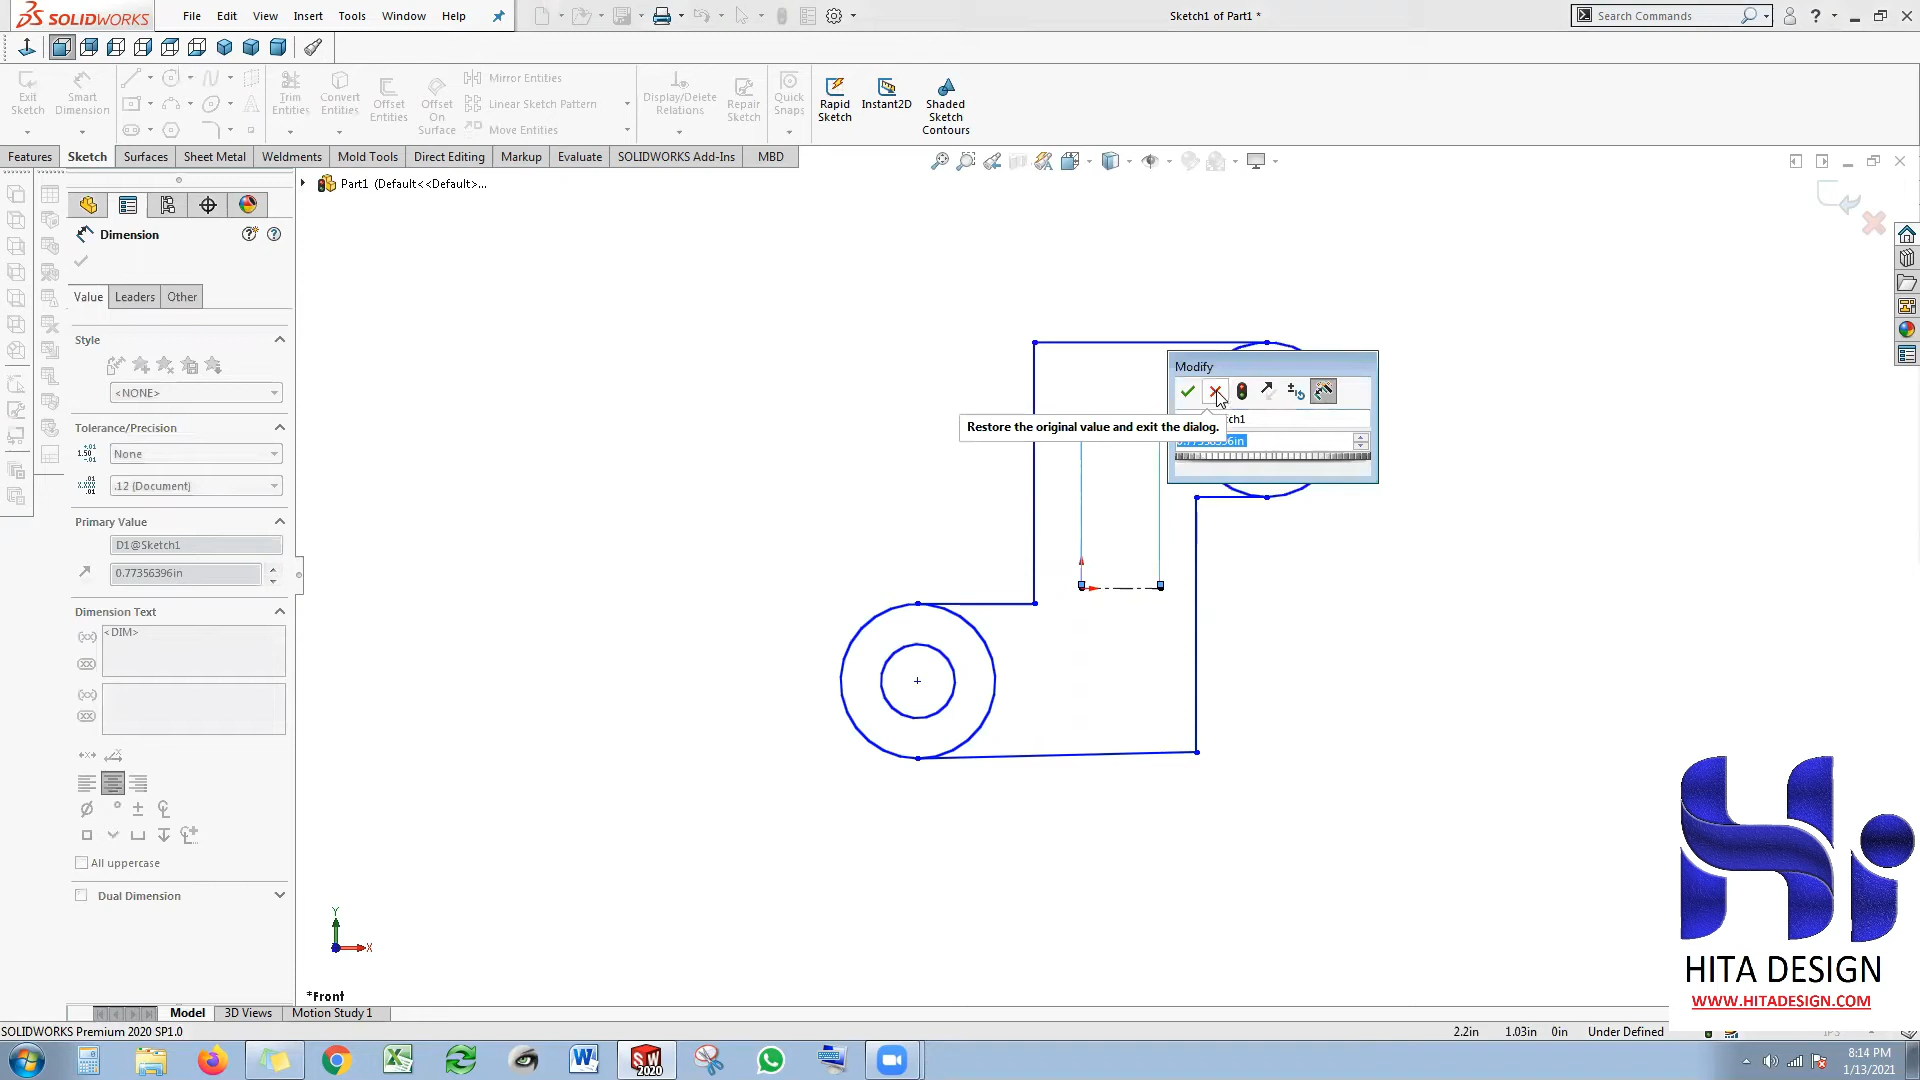 SOLIDWORKS
File Edit View Insert Tools Window Help
Sketch1 of Part1 *
Search Commands
Exit Sketch
Smart Dimension
Trim Entities
Convert Entities
Offset Entities
Offset On Surface
Mirror Entities
Linear Sketch Pattern
Move Entities
Display/Delete Relations
Repair Sketch
Quick Snaps
Rapid Sketch
Instant2D
Shaded Sketch Contours
Features Sketch Surfaces Sheet Metal Weldments Mold Tools Direct Editing Markup Evaluate SOLIDWORKS Add-Ins MBD
Part1 (Default<<Default>...
Dimension
Value Leaders Other
Style
<NONE>
Tolerance/Precision
None
.12 (Document)
Primary Value
D1@Sketch1
0.77356396in
Dimension Text
<DIM>
All uppercase
Dual Dimension
Modify
Restore the original value and exit the dialog.
Y
X
*Front
Model 3D Views Motion Study 1
SOLIDWORKS Premium 2020 SP1.0
2.2in 1.03in 0in Under Defined
HITA DESIGN
WWW.HITADESIGN.COM
8:14 PM
1/13/2021